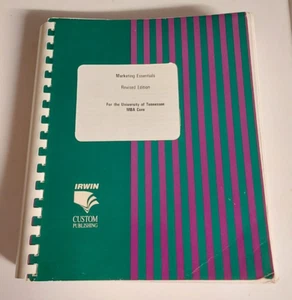 Marketing Essentials
Revised Edition
For the University of Tennessee
MBA Core
IRWIN
CUSTOM
PUBLISHING